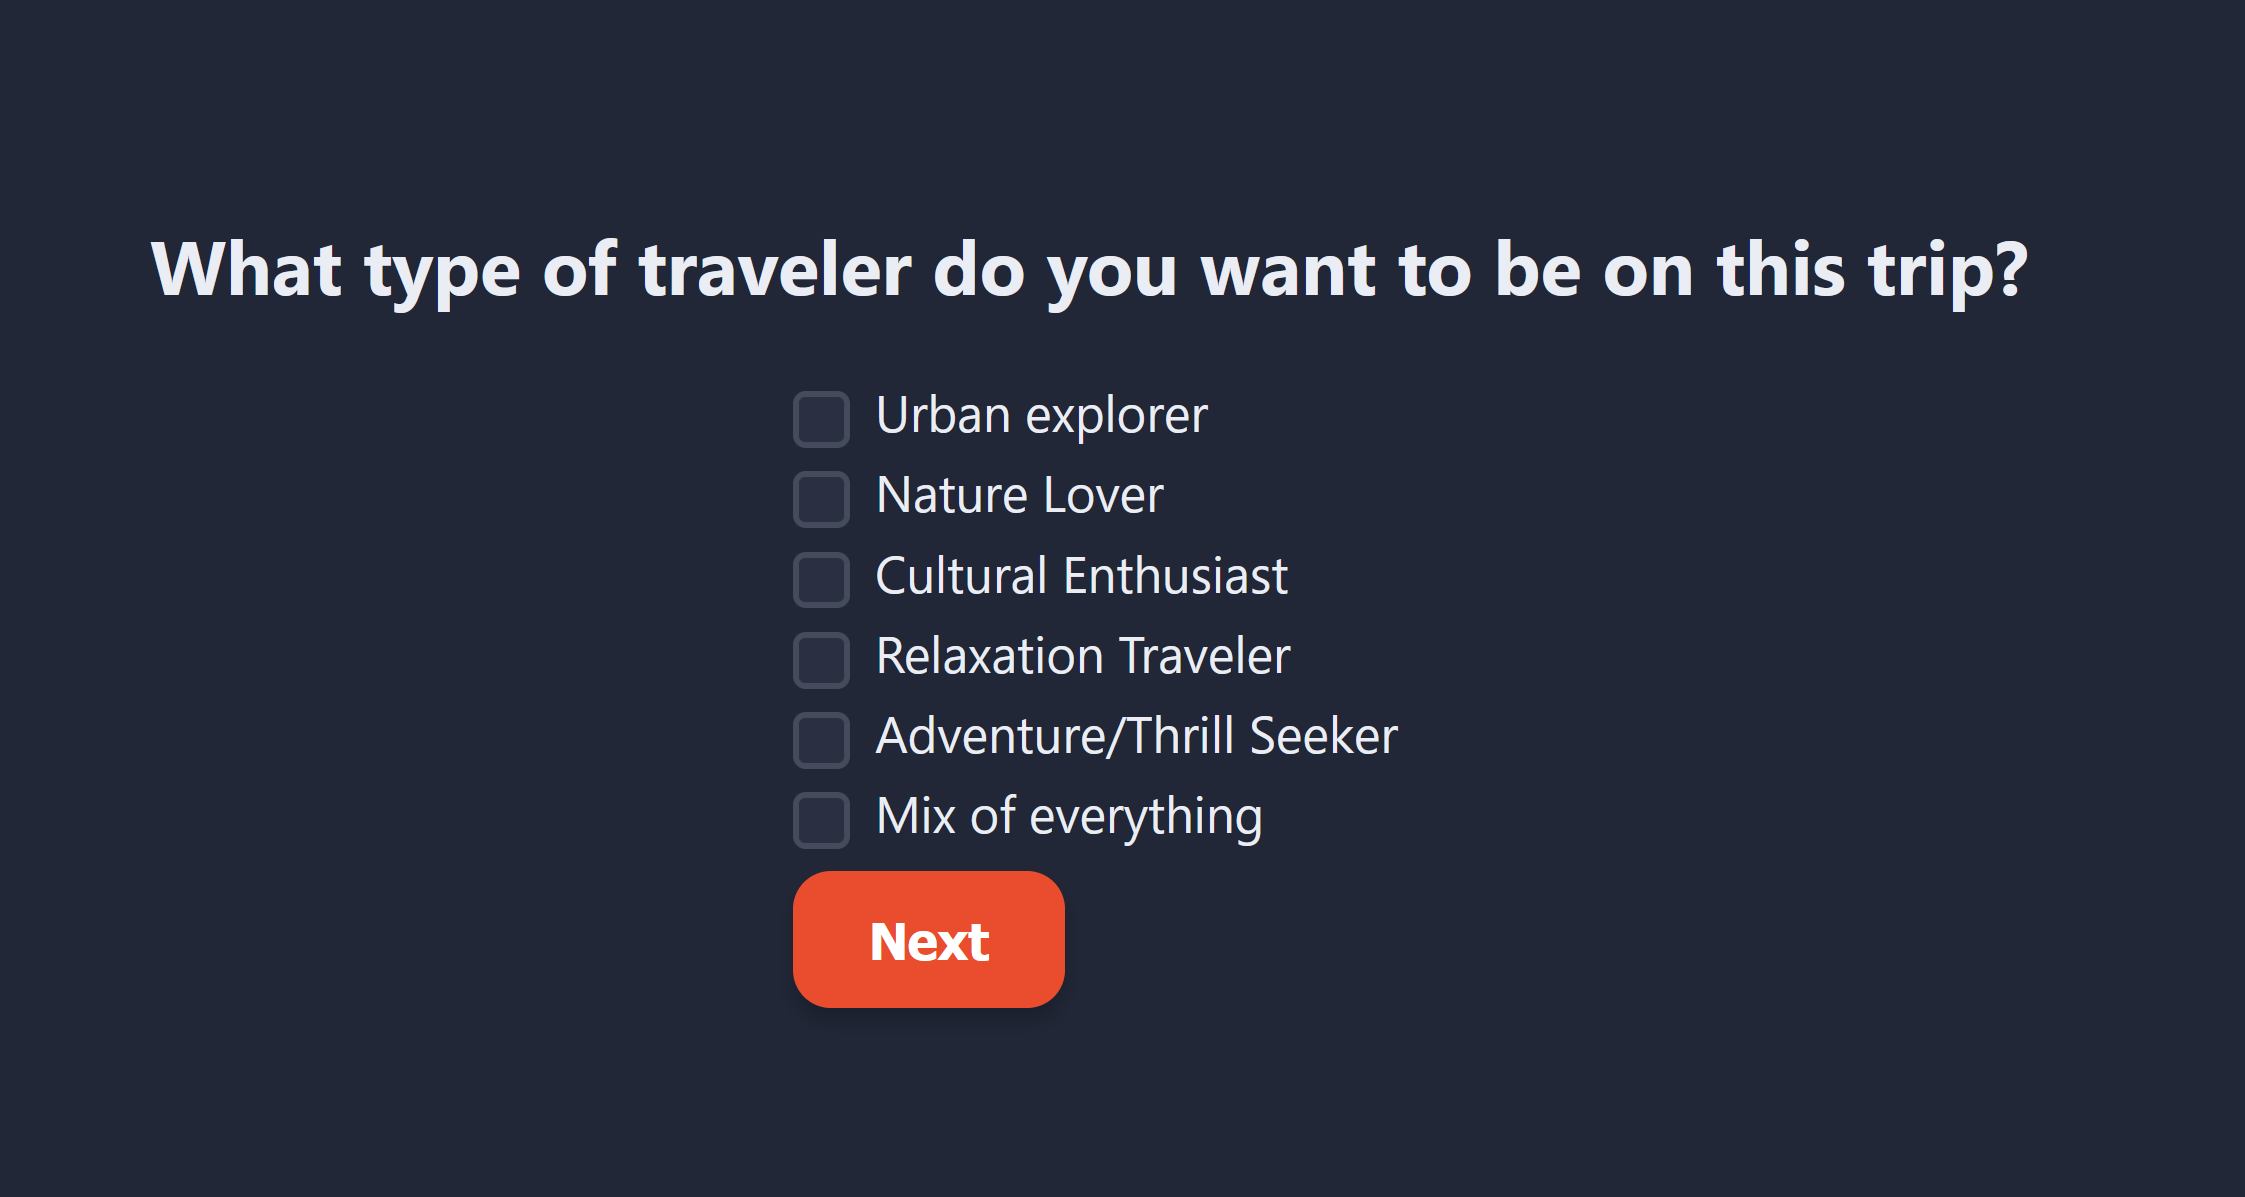 What type of traveler do you want to be on this trip?
Urban explorer
Nature Lover
Cultural Enthusiast
Relaxation Traveler
Adventure/Thrill Seeker
Mix of everything
Next